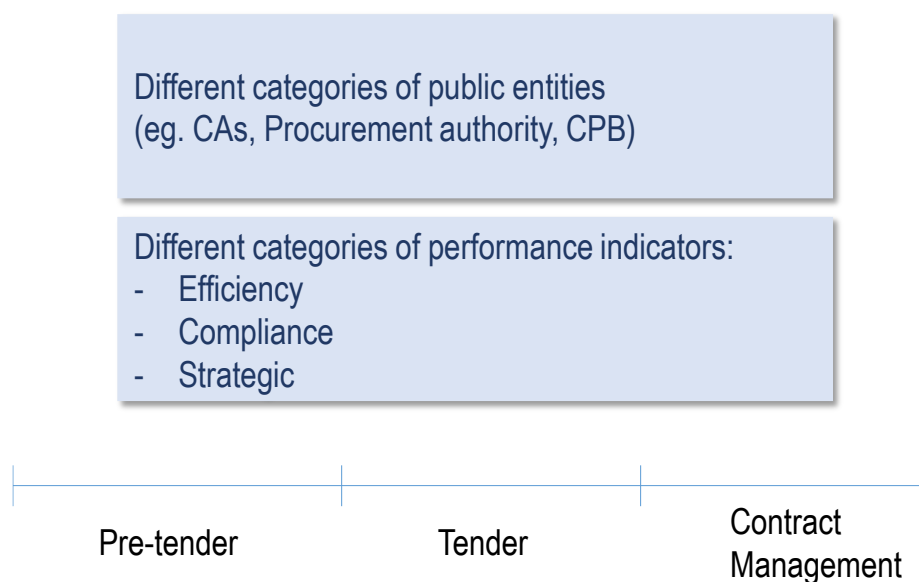 Different categories of public entities
(eg. CAs, Procurement authority, CPB)
Different categories of performance indicators:
- Efficiency
- Compliance
- Strategic
Pre-tender
Tender
Contract
Management